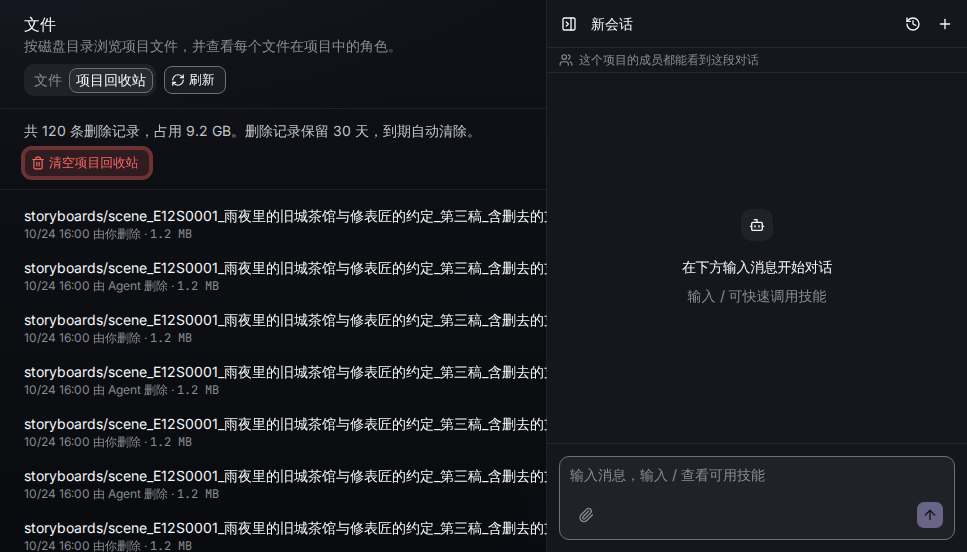 文件
按磁盘目录浏览项目文件，并查看每个文件在项目中的角色。
文件 项目回收站 刷新
共 120 条删除记录，占用 9.2 GB。删除记录保留 30 天，到期自动清除。
清空项目回收站
storyboards/scene_E12S0001_雨夜里的旧城茶馆与修表匠的约定_第三稿_含删去的
10/24 16:00 由你删除 · 1.2 MB
storyboards/scene_E12S0001_雨夜里的旧城茶馆与修表匠的约定_第三稿_含删去的
10/24 16:00 由 Agent 删除 · 1.2 MB
storyboards/scene_E12S0001_雨夜里的旧城茶馆与修表匠的约定_第三稿_含删去的
10/24 16:00 由你删除 · 1.2 MB
storyboards/scene_E12S0001_雨夜里的旧城茶馆与修表匠的约定_第三稿_含删去的
10/24 16:00 由 Agent 删除 · 1.2 MB
storyboards/scene_E12S0001_雨夜里的旧城茶馆与修表匠的约定_第三稿_含删去的
10/24 16:00 由你删除 · 1.2 MB
storyboards/scene_E12S0001_雨夜里的旧城茶馆与修表匠的约定_第三稿_含删去的
10/24 16:00 由 Agent 删除 · 1.2 MB
storyboards/scene_E12S0001_雨夜里的旧城茶馆与修表匠的约定_第三稿_含删去的
10/24 16:00 由你删除 · 1.2 MB
新会话
这个项目的成员都能看到这段对话
在下方输入消息开始对话
输入 / 可快速调用技能
输入消息，输入 / 查看可用技能